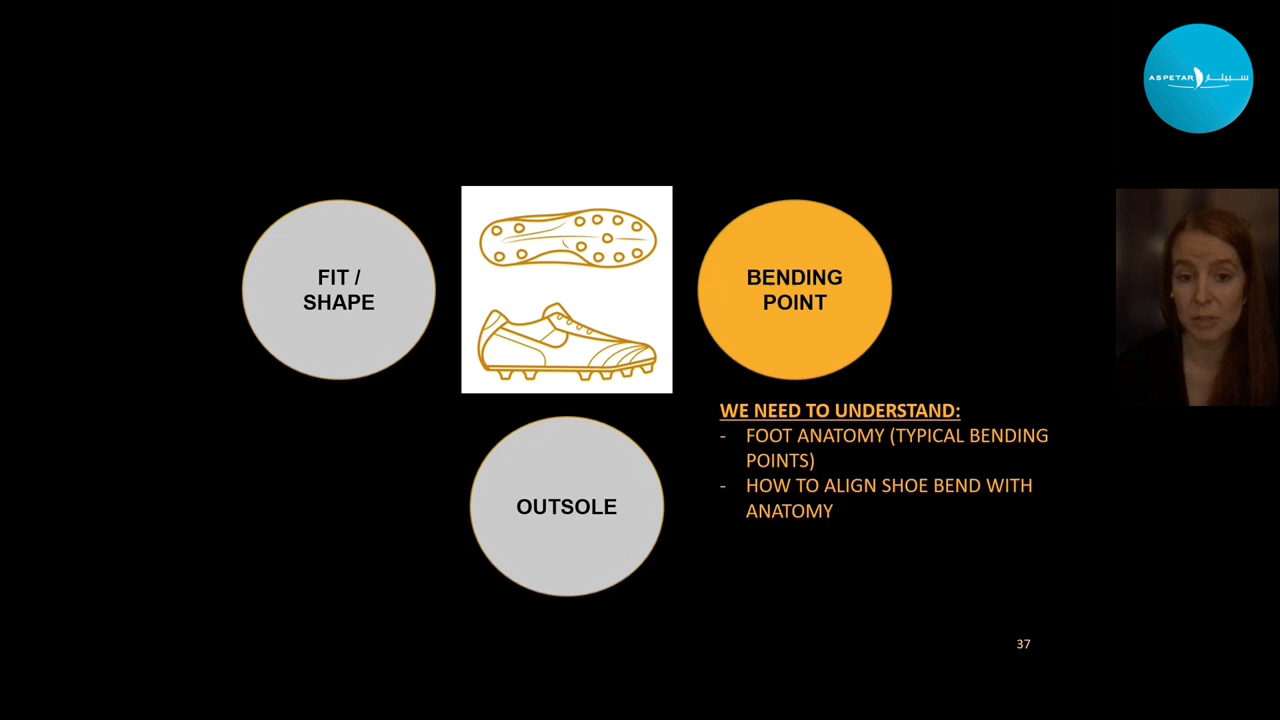 ASPETAR سبيتار
FIT /
SHAPE
BENDING
POINT
WE NEED TO UNDERSTAND:
- FOOT ANATOMY (TYPICAL BENDING
POINTS)
- HOW TO ALIGN SHOE BEND WITH
ANATOMY
OUTSOLE
37